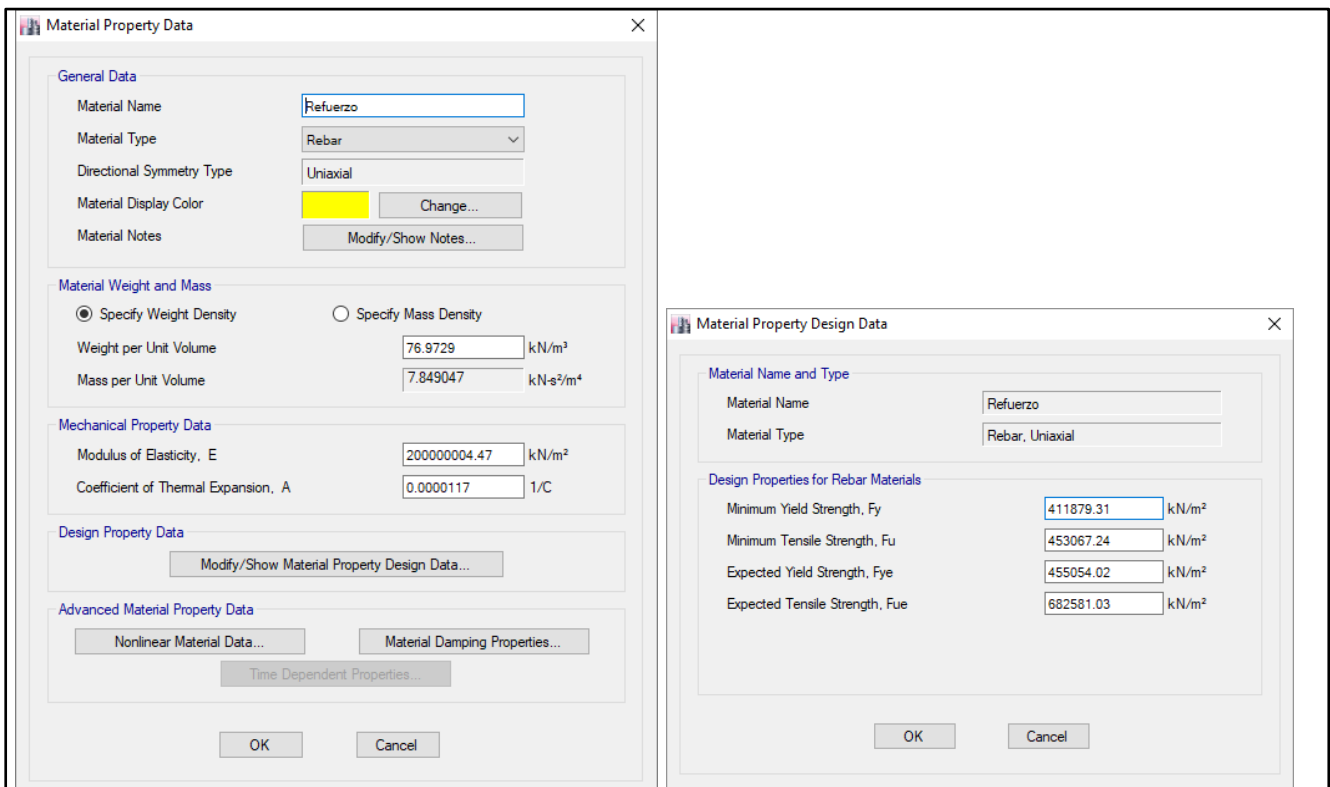 Material Property Data
General Data
Material Name Refuerzo
Material Type Rebar
Directional Symmetry Type Uniaxial
Material Display Color Change...
Material Notes Modify/Show Notes...
Material Weight and Mass
Specify Weight Density Specify Mass Density
Weight per Unit Volume 76.9729 kN/m³
Mass per Unit Volume 7.849047 kN-s²/m⁴
Mechanical Property Data
Modulus of Elasticity, E 200000004.47 kN/m²
Coefficient of Thermal Expansion, A 0.0000117 1/C
Design Property Data
Modify/Show Material Property Design Data...
Advanced Material Property Data
Nonlinear Material Data... Material Damping Properties...
Time Dependent Properties...
OK Cancel
Material Property Design Data
Material Name and Type
Material Name Refuerzo
Material Type Rebar, Uniaxial
Design Properties for Rebar Materials
Minimum Yield Strength, Fy 411879.31 kN/m²
Minimum Tensile Strength, Fu 453067.24 kN/m²
Expected Yield Strength, Fye 455054.02 kN/m²
Expected Tensile Strength, Fue 682581.03 kN/m²
OK Cancel